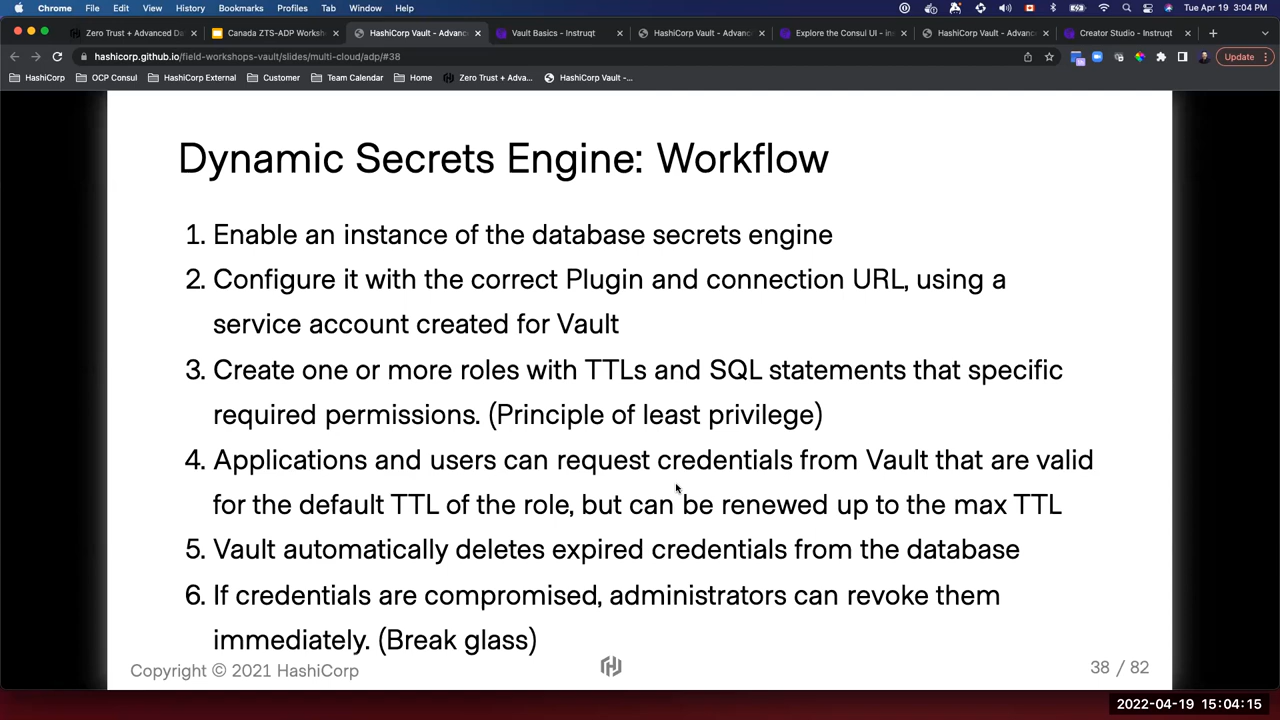 Chrome File Edit View History Bookmarks Profiles Tab Window Help Tue Apr 19 3:04 PM
Zero Trust + Advanced Da Canada ZTS-ADP Worksh HashiCorp Vault - Advanc Vault Basics - Instruqt HashiCorp Vault - Advanc Explore the Consul UI - in HashiCorp Vault - Advanc Creator Studio - Instruqt
hashicorp.github.io/field-workshops-vault/slides/multi-cloud/adp/#38 Update
HashiCorp OCP Consul HashiCorp External Customer Team Calendar Home Zero Trust + Adva... HashiCorp Vault -...
Dynamic Secrets Engine: Workflow
1. Enable an instance of the database secrets engine
2. Configure it with the correct Plugin and connection URL, using a
service account created for Vault
3. Create one or more roles with TTLs and SQL statements that specific
required permissions. (Principle of least privilege)
4. Applications and users can request credentials from Vault that are valid
for the default TTL of the role, but can be renewed up to the max TTL
5. Vault automatically deletes expired credentials from the database
6. If credentials are compromised, administrators can revoke them
immediately. (Break glass)
Copyright © 2021 HashiCorp 38 / 82
2022-04-19 15:04:15